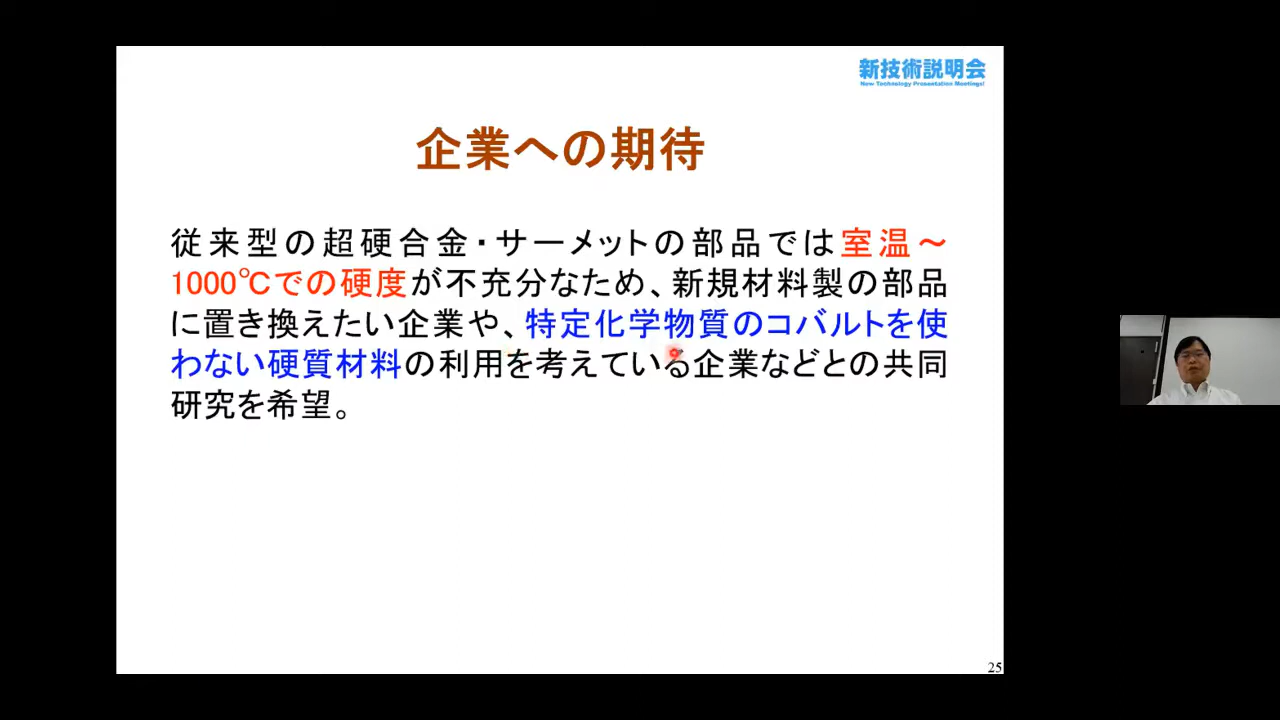 新技術説明会
New Technology Presentation Meetings!
企業への期待
従来型の超硬合金・サーメットの部品では室温～
1000℃での硬度が不充分なため、新規材料製の部品
に置き換えたい企業や、特定化学物質のコバルトを使
わない硬質材料の利用を考えている企業などとの共同
研究を希望。
25